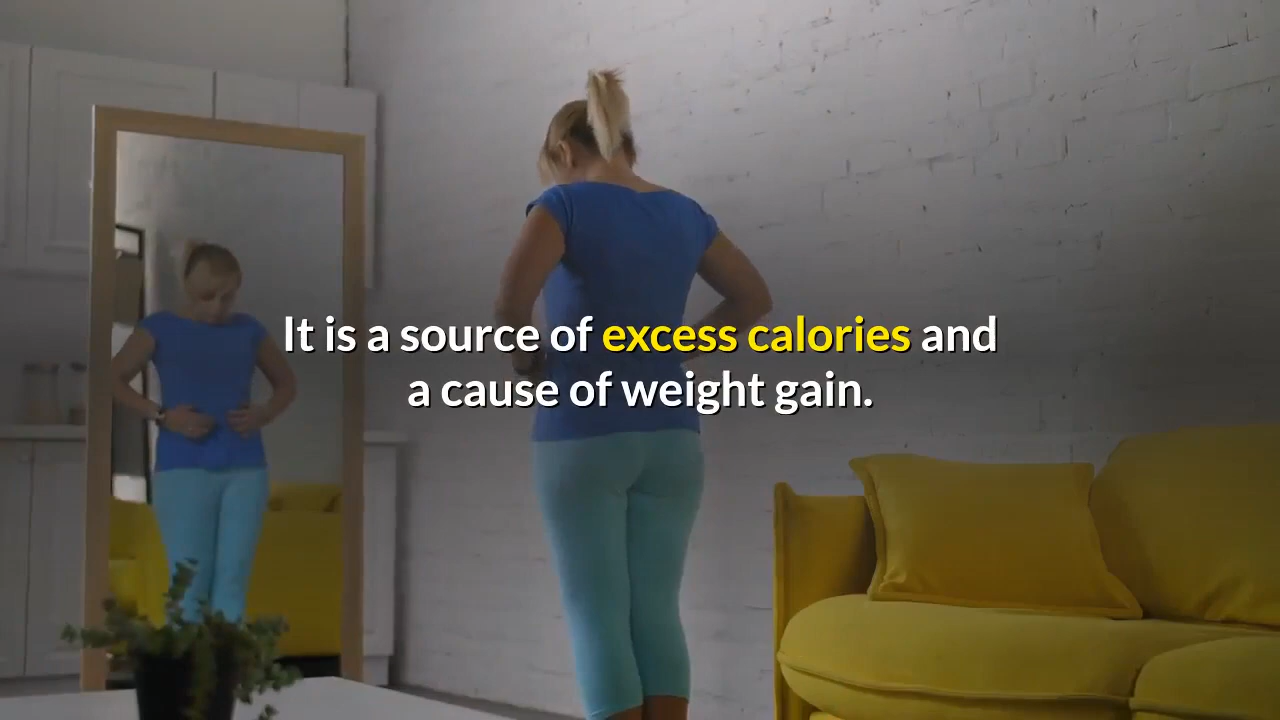 It is a source of excess calories and
a cause of weight gain.